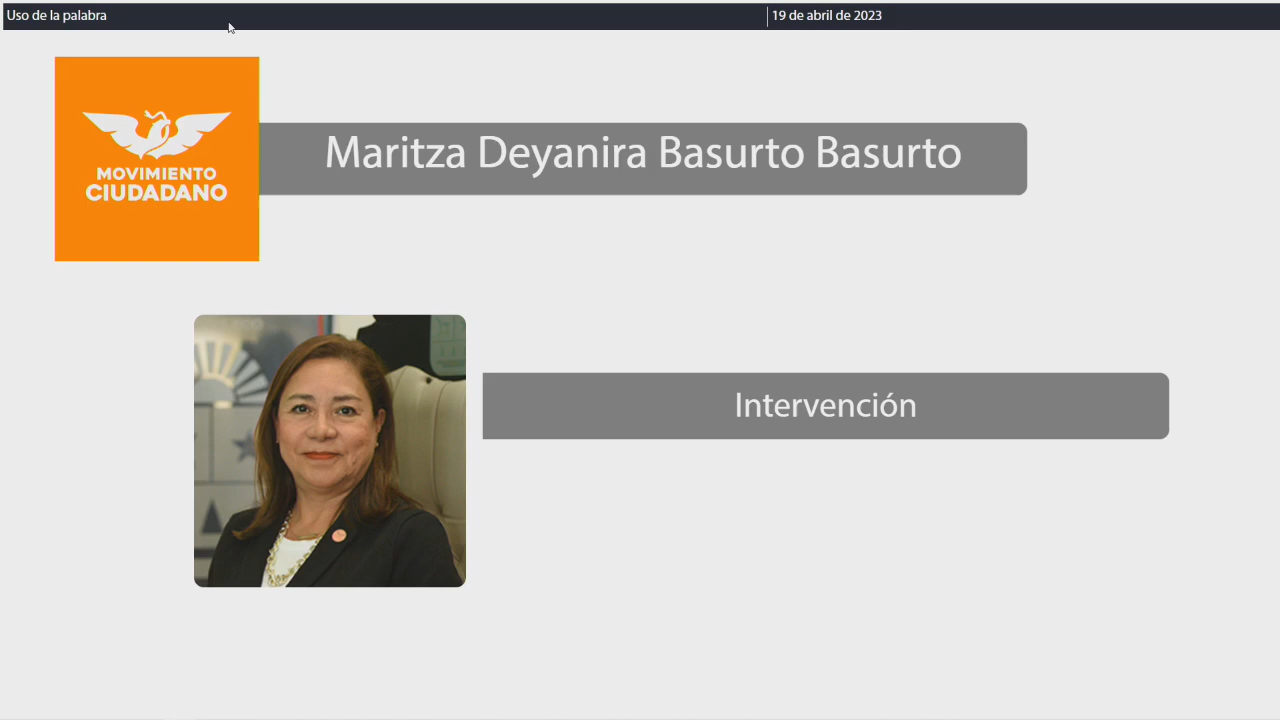 Uso de la palabra
19 de abril de 2023
MOVIMIENTO
CIUDADANO
Maritza Deyanira Basurto Basurto
Intervención